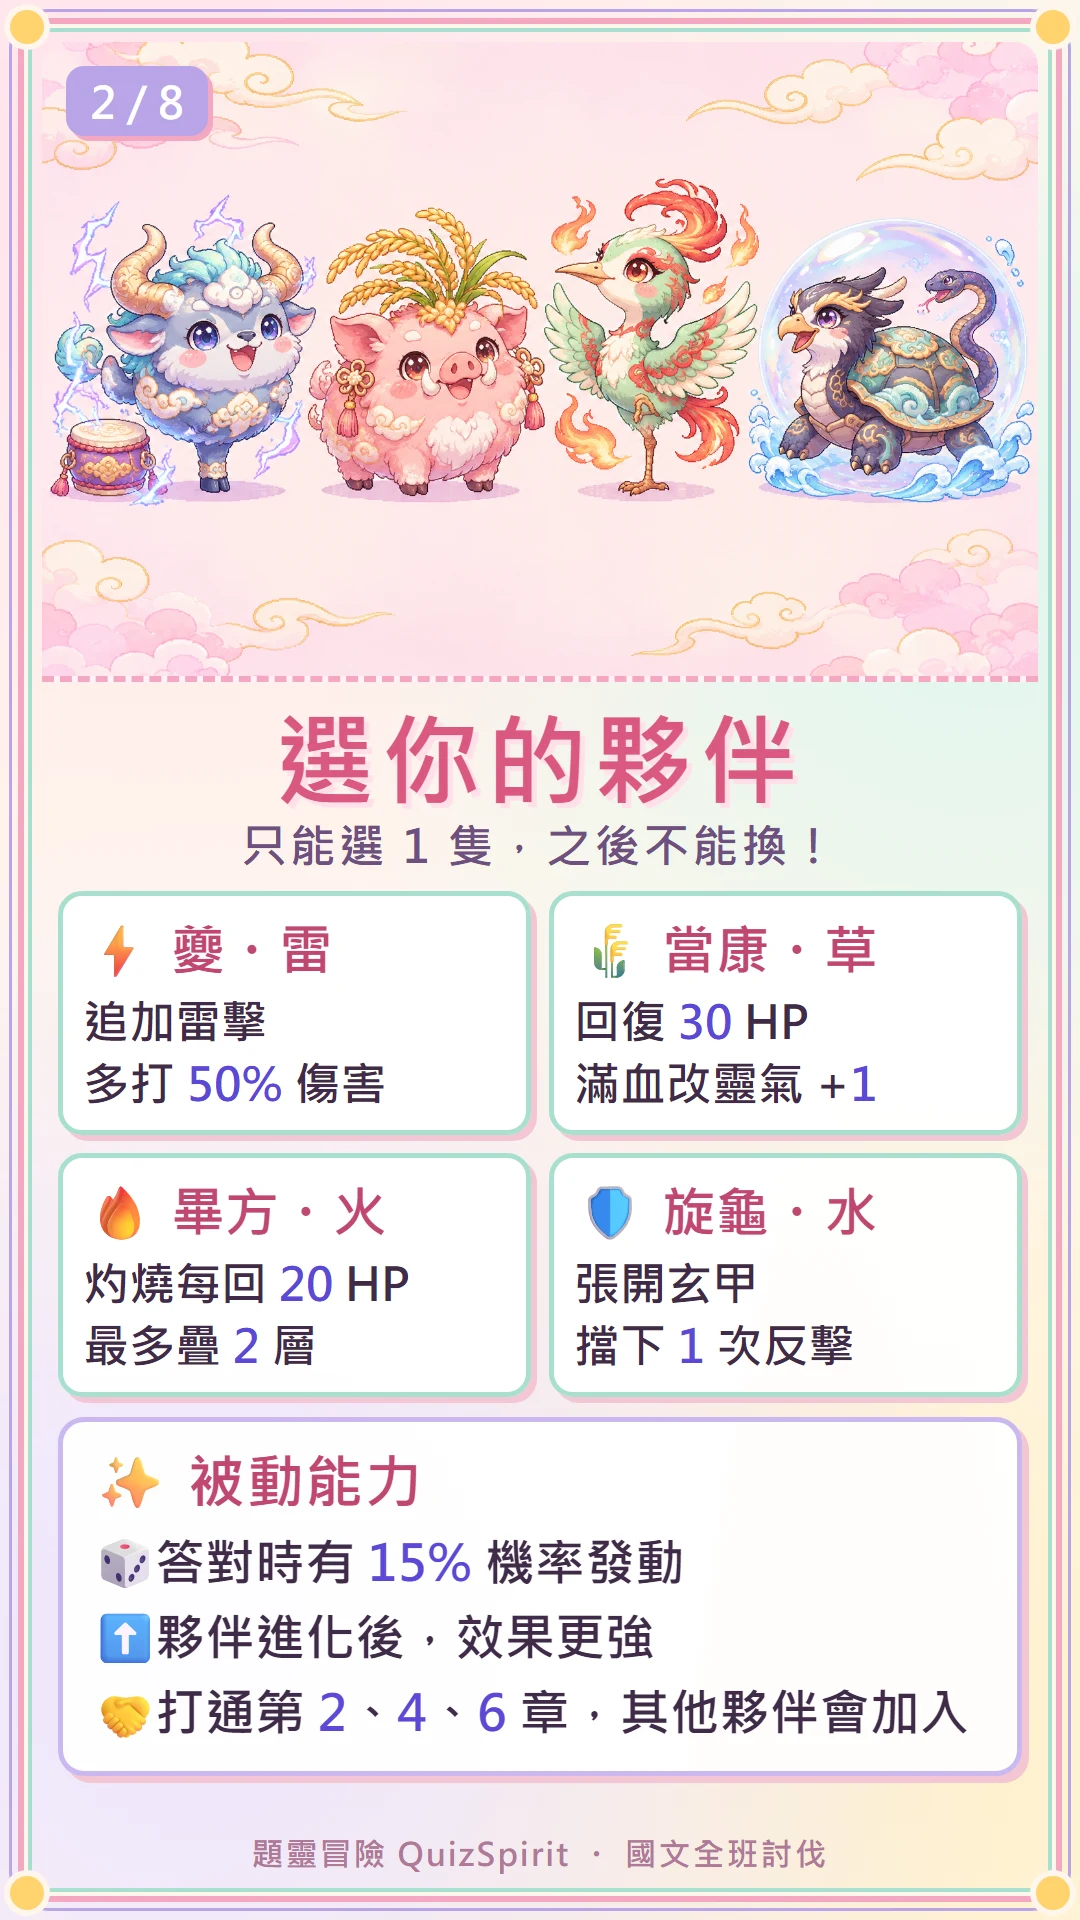 2/8
選你的夥伴
只能選 1 隻，之後不能換！
夔・雷
追加雷擊
多打 50% 傷害
當康・草
回復 30 HP
滿血改靈氣 +1
畢方・火
灼燒每回 20 HP
最多疊 2 層
旋龜・水
張開玄甲
擋下 1 次反擊
被動能力
答對時有 15% 機率發動
夥伴進化後，效果更強
打通第 2、4、6 章，其他夥伴會加入
題靈冒險 QuizSpirit ・ 國文全班討伐